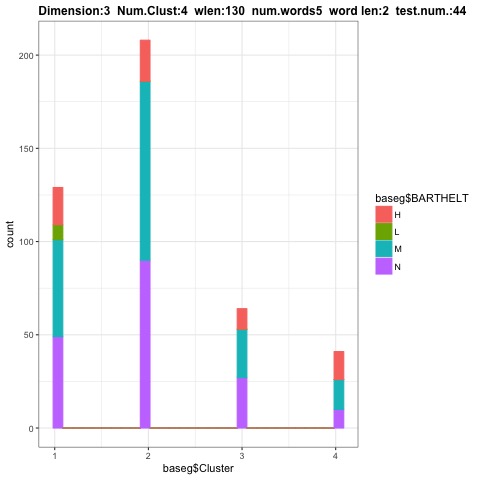 Dimension:3 Num.Clust:4 wlen:130 num.words5 word len:2 test.num.:44
200
150
100
50
0
count
1 2 3 4
baseg$Cluster
baseg$BARTHELT
H
L
M
N